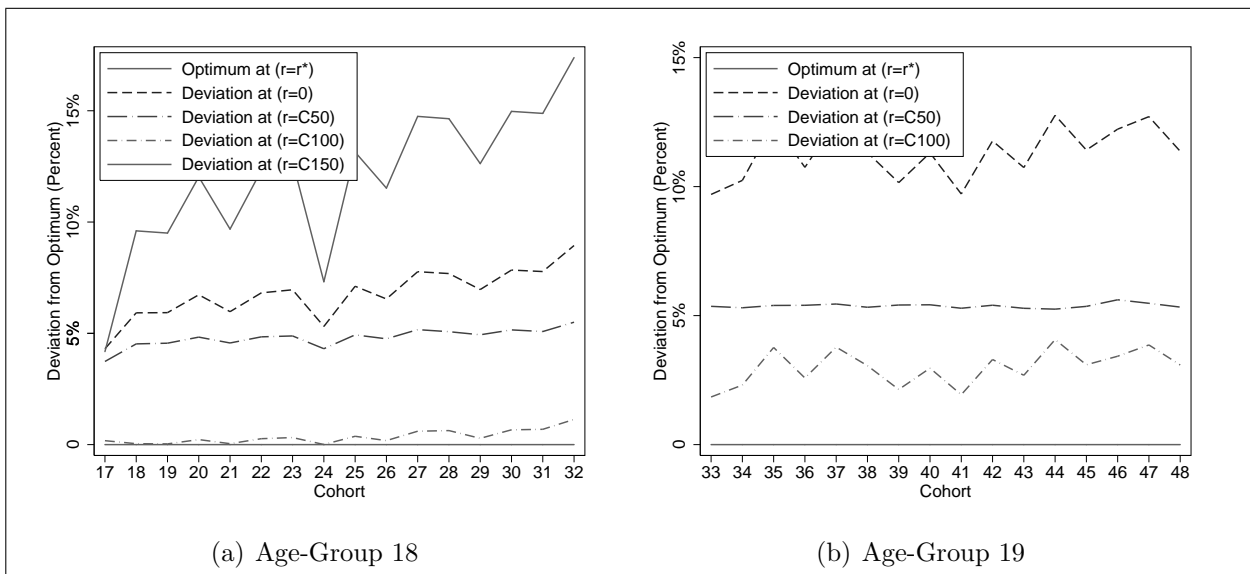 Deviation from Optimum (Percent)
15%
10%
5%
0
Optimum at (r=r*)
Deviation at (r=0)
Deviation at (r=C50)
Deviation at (r=C100)
Deviation at (r=C150)
17 18 19 20 21 22 23 24 25 26 27 28 29 30 31 32
Cohort
(a) Age-Group 18
Deviation from Optimum (Percent)
15%
10%
5%
0
Optimum at (r=r*)
Deviation at (r=0)
Deviation at (r=C50)
Deviation at (r=C100)
33 34 35 36 37 38 39 40 41 42 43 44 45 46 47 48
Cohort
(b) Age-Group 19